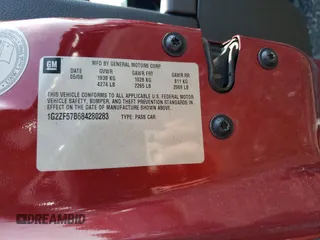 GM
MFD BY GENERAL MOTORS CORP
DATE GVWR GAWR FRT GAWR RR
05/08 1939 KG 1028 KG 911 KG
4274 LB 2265 LB 2009 LB
THIS VEHICLE CONFORMS TO ALL APPLICABLE U.S. FEDERAL MOTOR
VEHICLE SAFETY, BUMPER, AND THEFT PREVENTION STANDARDS
IN EFFECT ON THE DATE OF MANUFACTURE SHOWN ABOVE.
1G2ZF57B684280283 TYPE: PASS CAR
DREAMBID